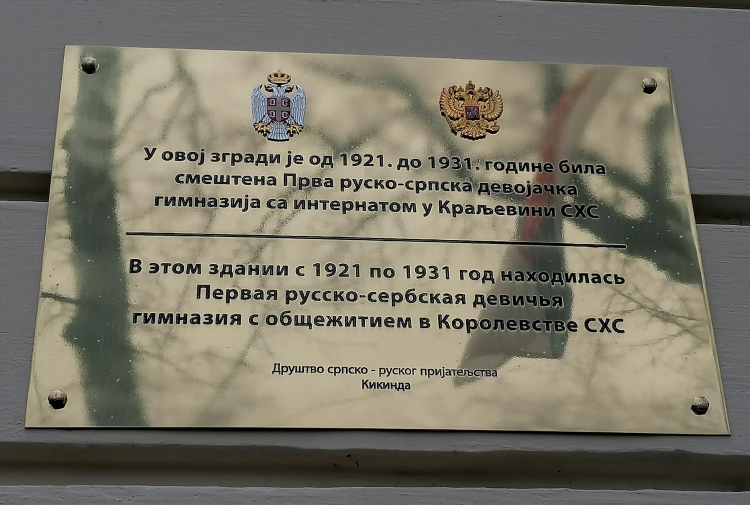 У овој згради је од 1921. до 1931. године била
смештена Прва руско-српска девојачка
гимназија са интернатом у Краљевини СХС
В этом здании с 1921 по 1931 год находилась
Первая русско-сербская девичья
гимназия с общежитием в Королевстве СХС
Друштво српско - руског пријатељства
Кикинда